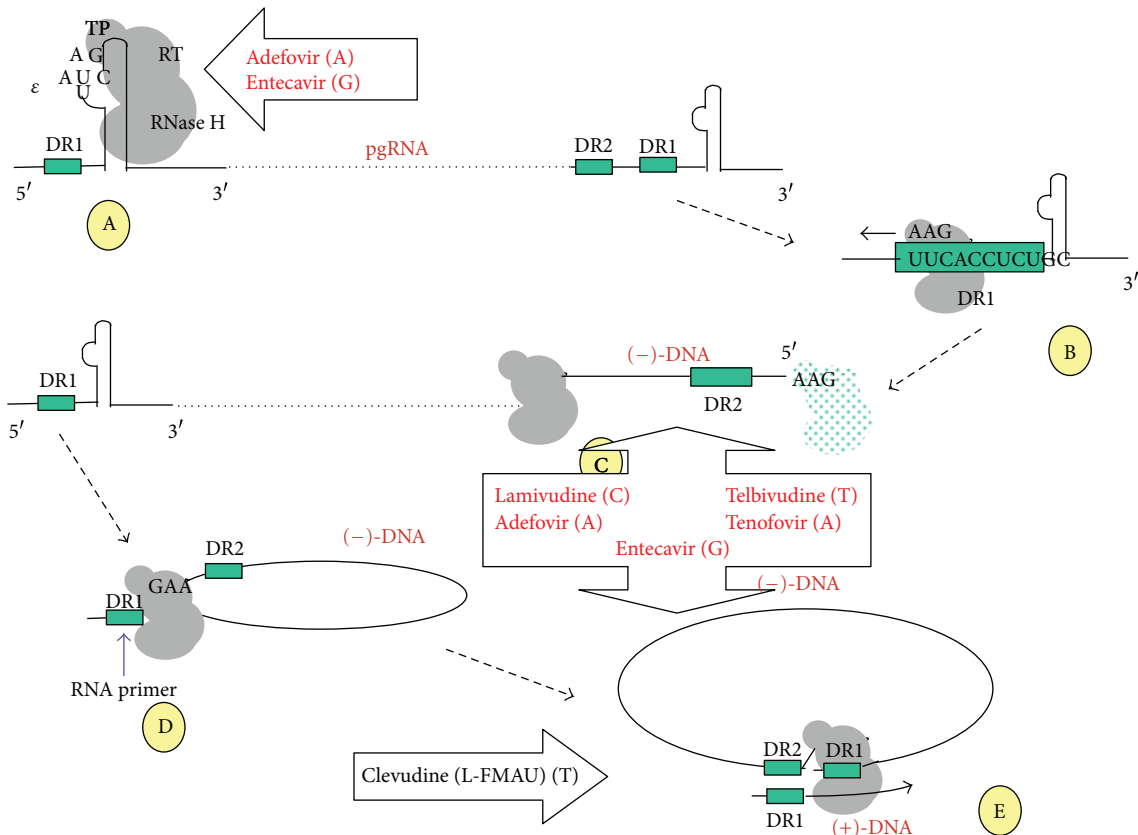 TP
A G
RT
A U C
U
ε
RNase H
Adefovir (A)
Entecavir (G)
DR1
5′
3′
pgRNA
DR2
DR1
A
AAG
UUCACCUCUGC
DR1
3′
B
DR1
5′
3′
(−)-DNA
5′
AAG
DR2
C
Lamivudine (C)
Telbivudine (T)
Adefovir (A)
Tenofovir (A)
Entecavir (G)
(−)-DNA
DR2
GAA
DR1
RNA primer
D
(−)-DNA
DR2
DR1
Clevudine (L-FMAU) (T)
DR1
(+)-DNA
E